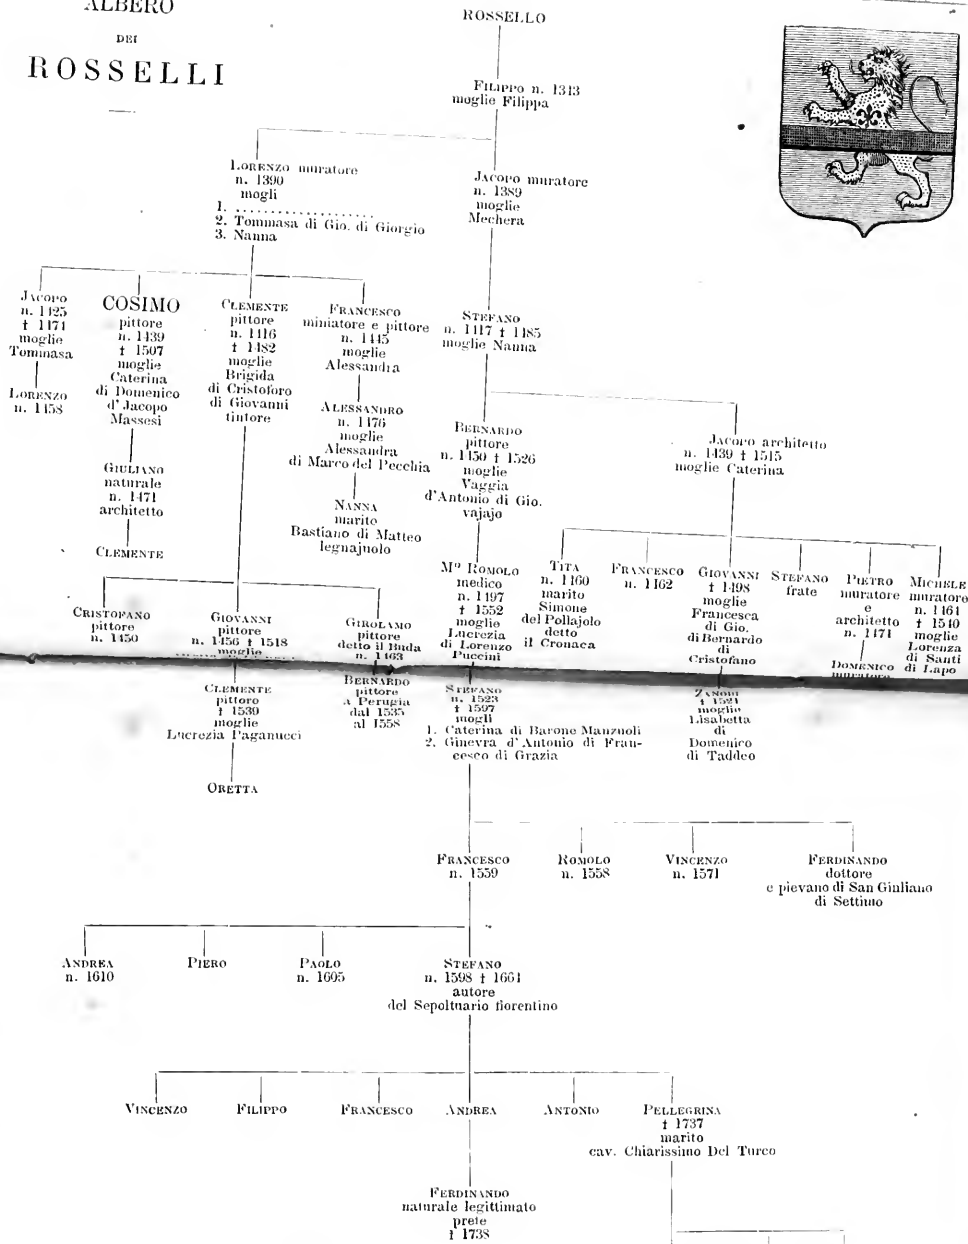 ALBERO
DEI
ROSSELLI
ROSSELLO
FILIPPO n. 1313
moglie Filippa
LORENZO muratore
n. 1390
mogli
1. ....................
2. Tommasa di Gio. di Giorgio
3. Nanna
JACOPO muratore
n. 1389
moglie
Mechera
JACOPO
n. 1425
† 1471
moglie
Tommasa
LORENZO
n. 1458
COSIMO
pittore
n. 1439
† 1507
moglie
Caterina
di Domenico
d' Jacopo
Massesi
GIULIANO
naturale
n. 1471
architetto
CLEMENTE
CLEMENTE
pittore
n. 1416
† 1482
moglie
Brigida
di Cristoforo
di Giovanni
tintore
FRANCESCO
miniatore e pittore
n. 1445
moglie
Alessandra
ALESSANDRO
n. 1476
moglie
Alessandra
di Marco del Pecchia
NANNA
marito
Bastiano di Matteo
legnajuolo
STEFANO
n. 1417 † 1485
moglie Nanna
BERNARDO
pittore
n. 1450 † 1526
moglie
Vaggia
d'Antonio di Gio.
vajajo
JACOPO architetto
n. 1439 † 1515
moglie Caterina
CRISTOFANO
pittore
n. 1450
GIOVANNI
pittore
n. 1456 † 1518
moglie
GIROLAMO
pittore
detto il Buda
n. 1463
Mº ROMOLO
medico
n. 1497
† 1552
moglie
Lucrezia
di Lorenzo
Puccini
TITA
n. 1460
marito
Simone
del Pollajolo
detto
il Cronaca
FRANCESCO
n. 1462
GIOVANNI
† 1498
moglie
Francesca
di Gio.
di Bernardo
di
Cristofano
STEFANO
frate
PIETRO
muratore
e
architetto
n. 1471
DOMENICO
muratore
MICHELE
muratore
n. 1461
† 1540
moglie
Lorenza
di Santi
di Lapo
CLEMENTE
pittore
† 1539
moglie
Lucrezia Paganucci
ORETTA
BERNARDO
pittore
a Perugia
dal 1535
al 1558
STEFANO
n. 1523
† 1597
mogli
1. Caterina di Barone Manzuoli
2. Ginevra d'Antonio di Fran-
cesco di Grazia
ZANOBI
† 1521
moglie
Lisabetta
di
Domenico
di Taddeo
FRANCESCO
n. 1559
ROMOLO
n. 1558
VINCENZO
n. 1571
FERDINANDO
dottore
e pievano di San Giuliano
di Settimo
ANDREA
n. 1610
PIERO
PAOLO
n. 1605
STEFANO
n. 1598 † 1664
autore
del Sepoltuario fiorentino
VINCENZO
FILIPPO
FRANCESCO
ANDREA
ANTONIO
PELLEGRINA
† 1737
marito
cav. Chiarissimo Del Turco
FERDINANDO
naturale legittimato
prete
† 1738